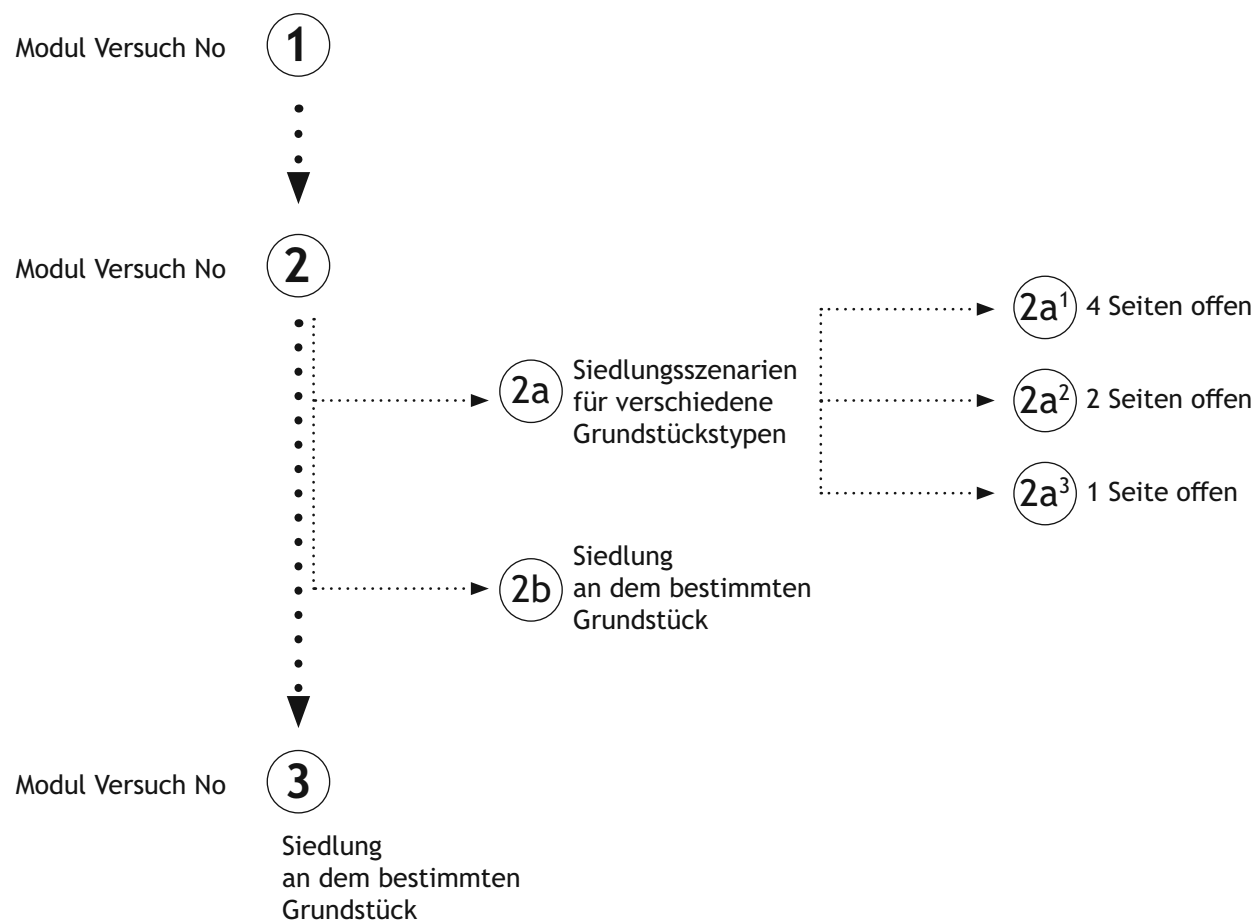 Modul Versuch No 1
Modul Versuch No 2
2a¹ 4 Seiten offen
2a Siedlungsszenarien
für verschiedene
Grundstückstypen
2a² 2 Seiten offen
2a³ 1 Seite offen
2b Siedlung
an dem bestimmten
Grundstück
Modul Versuch No 3
Siedlung
an dem bestimmten
Grundstück